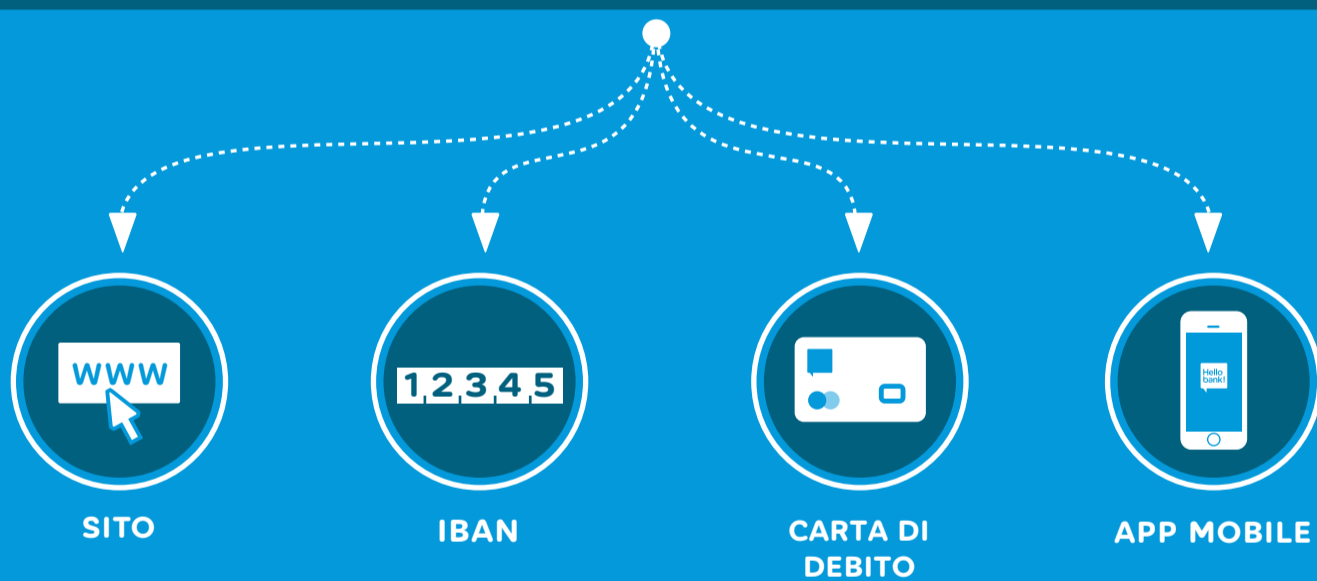 www
1 2 3 4 5
Hello
bank!
SITO
IBAN
CARTA DI
DEBITO
APP MOBILE